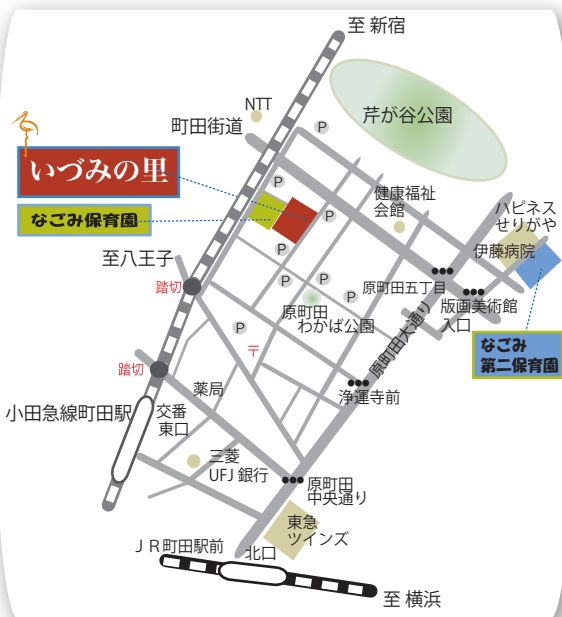 至 新宿
NTT
町田街道
芹が谷公園
P
いづみの里
P
健康福祉
会館
ハピネス
せりがや
なごみ保育園
P
伊藤病院
至八王子
P
踏切
P
P
原町田五丁目
P
原町田
わかば公園
版画美術館
入口
原町田大通り
P
〒
なごみ
第二保育園
踏切
薬局
浄運寺前
小田急線町田駅
交番
東口
三菱
UFJ 銀行
原町田
中央通り
東急
ツインズ
ＪＲ町田駅前
北口
至 横浜